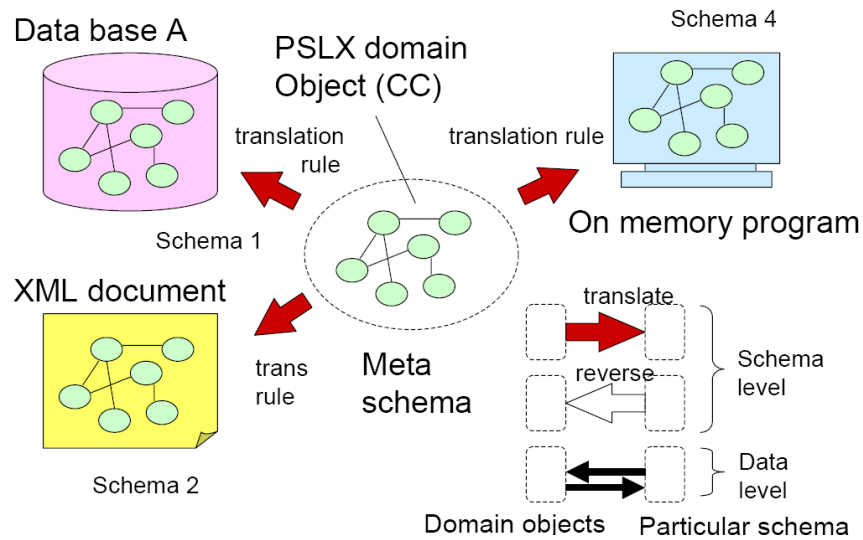 Data base A
PSLX domain
Object (CC)
Schema 4
translation
rule
translation rule
Schema 1
On memory program
XML document
trans
rule
Meta
schema
translate
reverse
Schema
level
Data
level
Schema 2
Domain objects
Particular schema